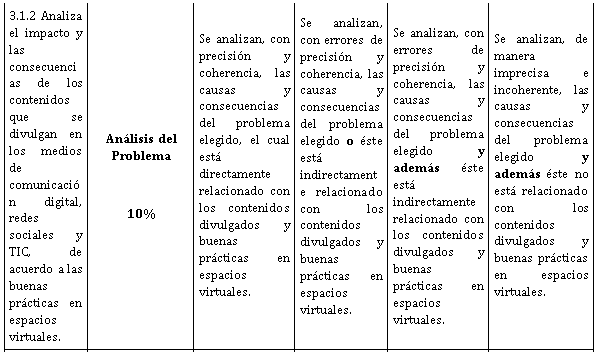 3.1.2 Analiza
el impacto y
las
consecuenci
as de los
contenidos
que se
divulgan en
los medios
de
comunicació
n digital,
redes
sociales y
TIC, de
acuerdo a las
buenas
prácticas en
espacios
virtuales.
Análisis del
Problema
10%
Se analizan, con
precisión y
coherencia, las
causas y
consecuencias
del problema
elegido, el cual
está
directamente
relacionado con
los contenidos
divulgados y
buenas
prácticas en
espacios
virtuales.
Se analizan,
con errores de
precisión y
coherencia, las
causas y
consecuencias
del problema
elegido o éste
está
indirectament
e relacionado
con los
contenidos
divulgados y
buenas
prácticas en
espacios
virtuales.
Se analizan, con
errores de
precisión y
coherencia, las
causas y
consecuencias
del problema
elegido y
además éste
está
indirectamente
relacionado con
los contenidos
divulgados y
buenas
prácticas en
espacios
virtuales.
Se analizan, de
manera
imprecisa e
incoherente, las
causas y
consecuencias
del problema
elegido y
además éste no
está relacionado
con los
contenidos
divulgados y
buenas prácticas
en espacios
virtuales.